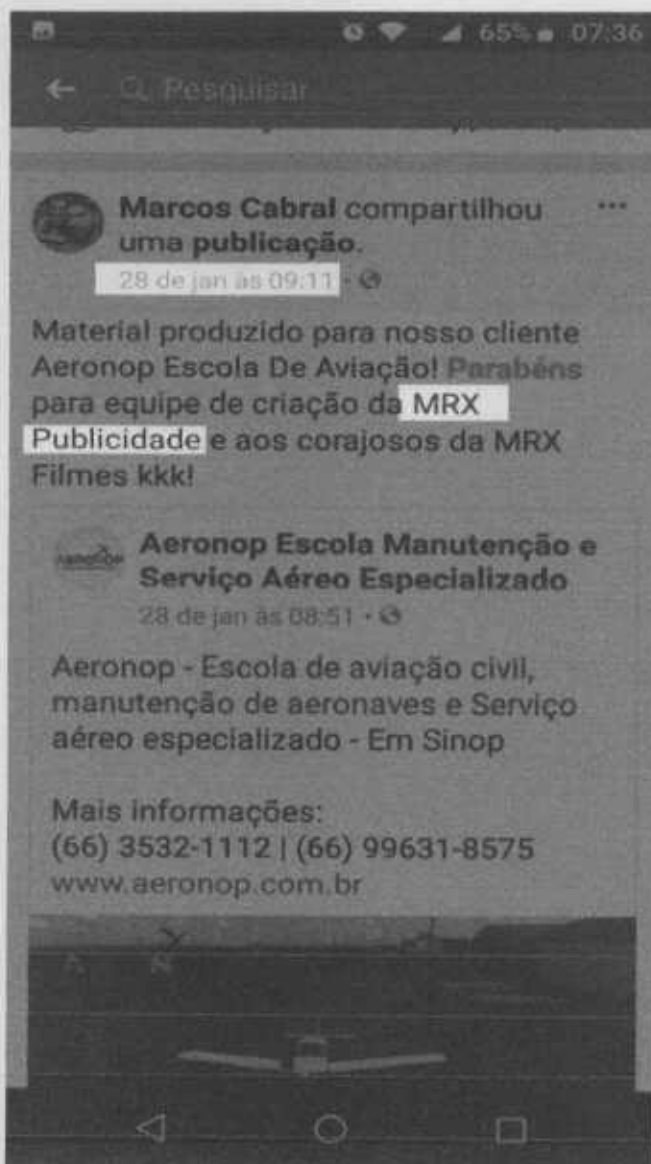 65% 07:36
Pesquisar
Marcos Cabral compartilhou
uma publicação.
28 de jan às 09:11
Material produzido para nosso cliente
Aeronop Escola De Aviação! Parabéns
para equipe de criação da MRX
Publicidade e aos corajosos da MRX
Filmes kkk!
Aeronop Escola Manutenção e
Serviço Aéreo Especializado
28 de jan às 08:51
Aeronop - Escola de aviação civil,
manutenção de aeronaves e Serviço
aéreo especializado - Em Sinop
Mais informações:
(66) 3532-1112 | (66) 99631-8575
www.aeronop.com.br